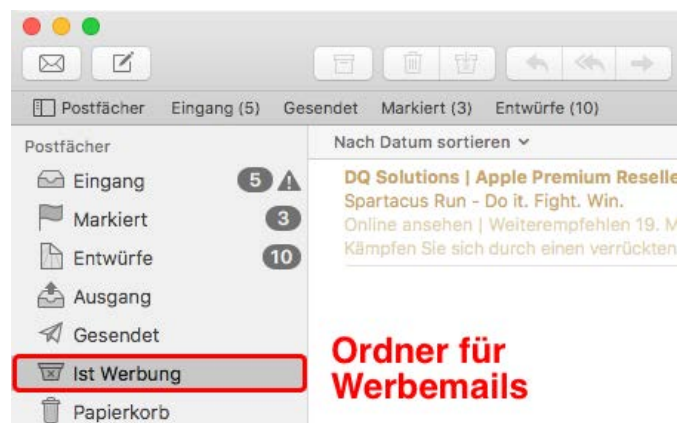 Postfächer Eingang (5) Gesendet Markiert (3) Entwürfe (10)
Postfächer
Eingang 5
Markiert 3
Entwürfe 10
Ausgang
Gesendet
Ist Werbung
Papierkorb
Nach Datum sortieren
DQ Solutions | Apple Premium Reselle
Spartacus Run - Do it. Fight. Win.
Online ansehen | Weiterempfehlen 19. M
Kämpfen Sie sich durch einen verrückten
Ordner für
Werbemails